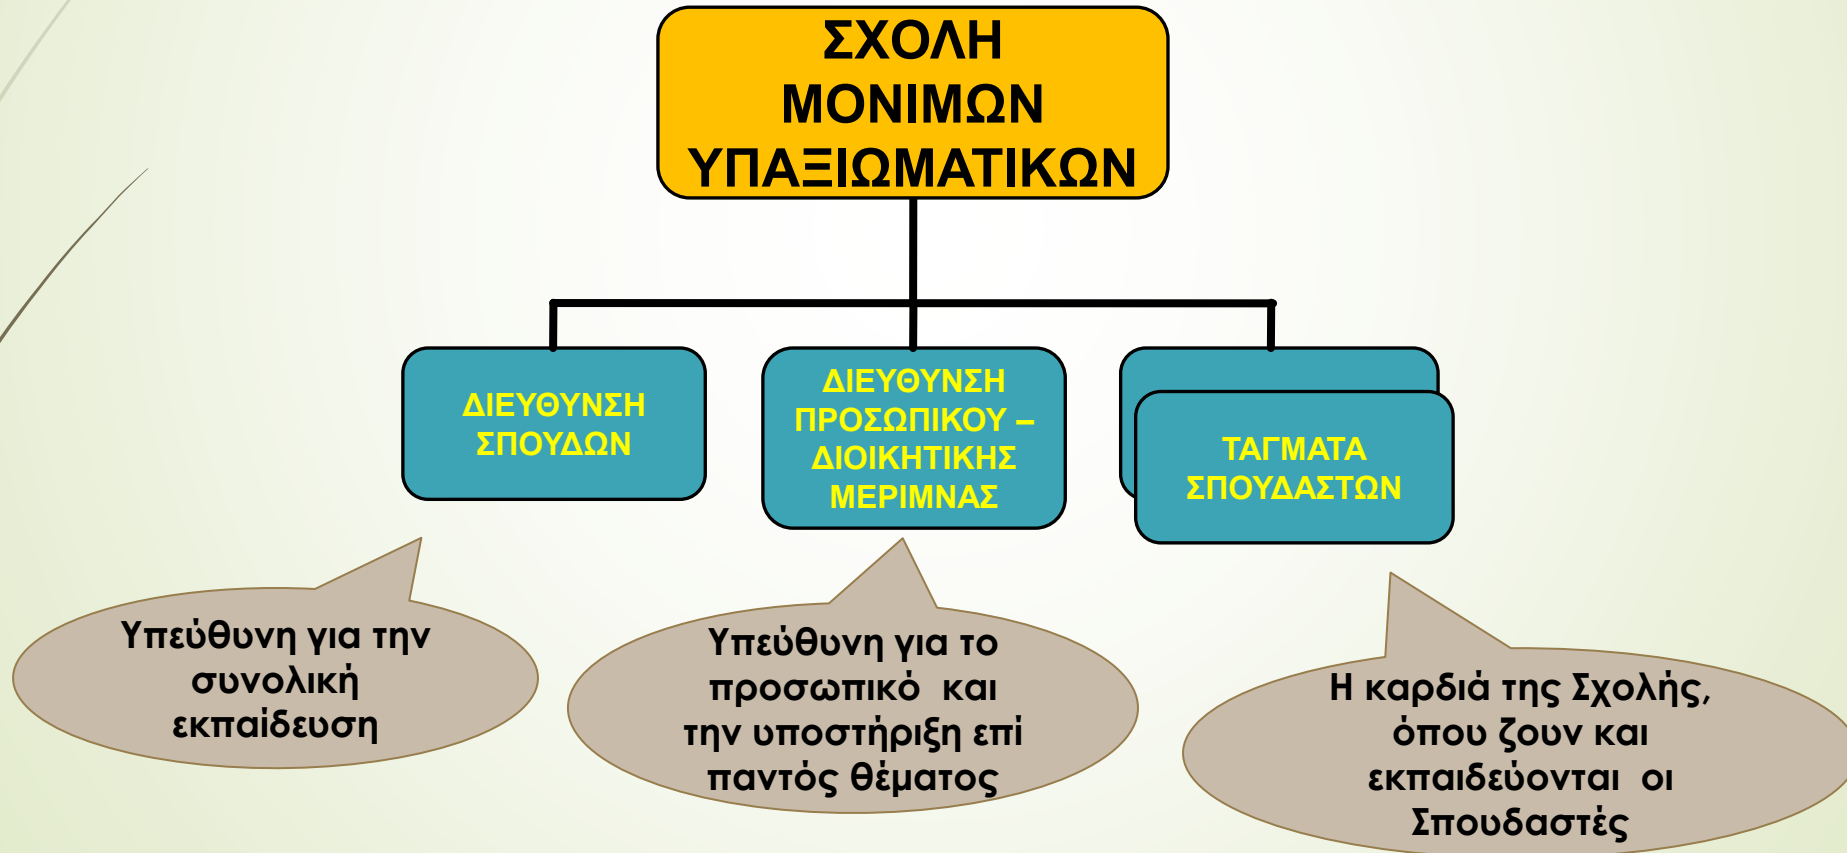 ΣΧΟΛΗ
ΜΟΝΙΜΩΝ
ΥΠΑΞΙΩΜΑΤΙΚΩΝ
ΔΙΕΥΘΥΝΣΗ
ΣΠΟΥΔΩΝ
ΔΙΕΥΘΥΝΣΗ
ΠΡΟΣΩΠΙΚΟΥ –
ΔΙΟΙΚΗΤΙΚΗΣ
ΜΕΡΙΜΝΑΣ
ΤΑΓΜΑΤΑ
ΣΠΟΥΔΑΣΤΩΝ
Υπεύθυνη για την
συνολική
εκπαίδευση
Υπεύθυνη για το
προσωπικό και
την υποστήριξη επί
παντός θέματος
Η καρδιά της Σχολής,
όπου ζουν και
εκπαιδεύονται οι
Σπουδαστές